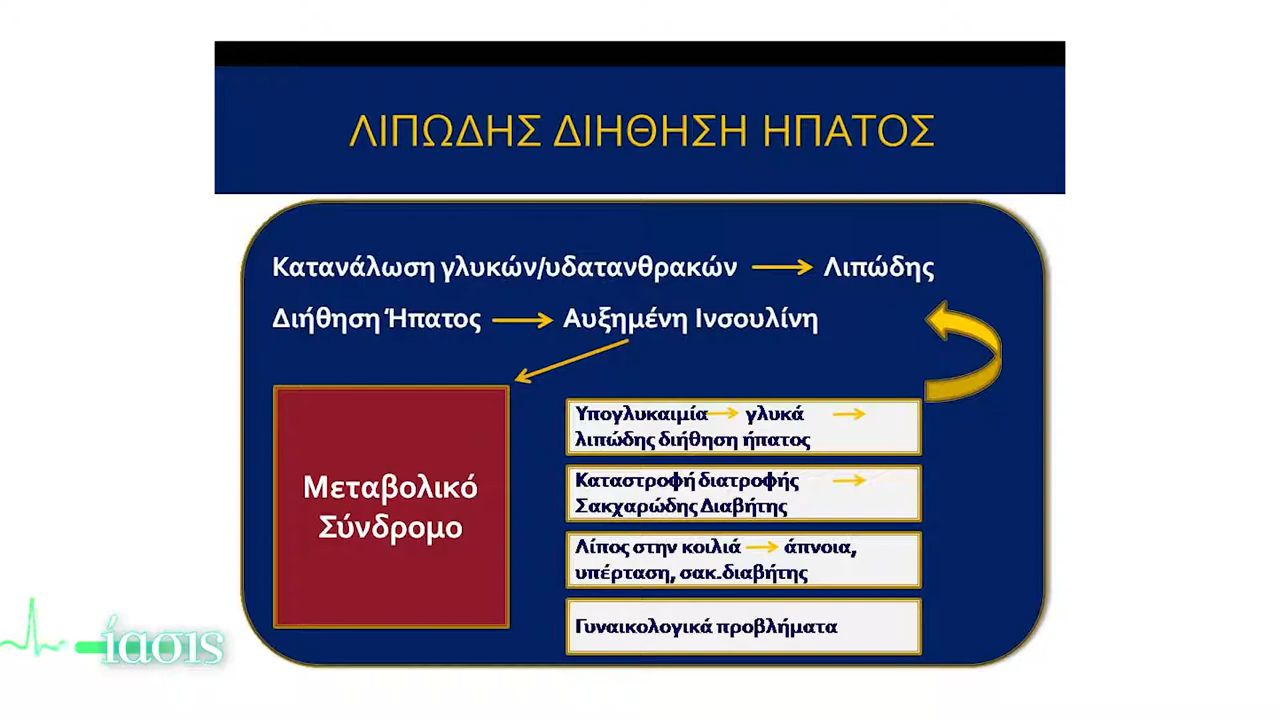 ΛΙΠΩΔΗΣ ΔΙΗΘΗΣΗ ΗΠΑΤΟΣ
Κατανάλωση γλυκών/υδατανθρακών → Λιπώδης
Διήθηση Ήπατος → Αυξημένη Ινσουλίνη
Μεταβολικό
Σύνδρομο
Υπογλυκαιμία → γλυκά →
λιπώδης διήθηση ήπατος
Καταστροφή διατροφής →
Σακχαρώδης Διαβήτης
Λίπος στην κοιλιά → άπνοια,
υπέρταση, σακ.διαβήτης
Γυναικολογικά προβλήματα
ίασις